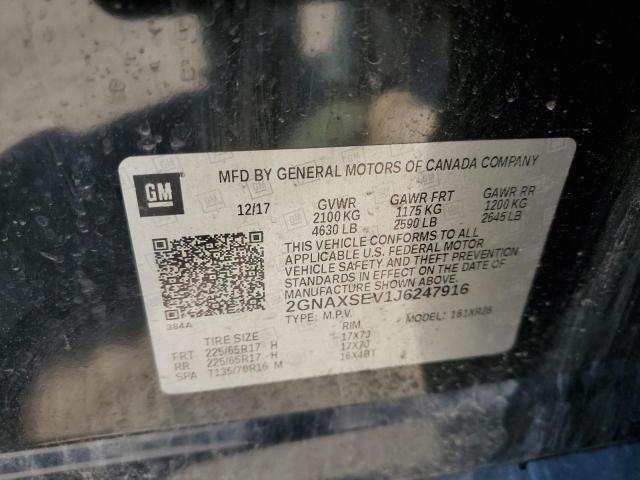 GM
MFD BY GENERAL MOTORS OF CANADA COMPANY
12/17 GVWR GAWR FRT GAWR RR
2100 KG 1175 KG 1200 KG
4630 LB 2590 LB 2645 LB
THIS VEHICLE CONFORMS TO ALL
APPLICABLE U.S. FEDERAL MOTOR
VEHICLE SAFETY AND THEFT PREVENTION
STANDARDS IN EFFECT ON THE DATE OF
MANUFACTURE SHOWN ABOVE.
2GNAXSEV1J6247916
384A
TYPE: M.P.V. MODEL: 1S1XR26
TIRE SIZE RIM
FRT 225/65R17 H 17X7J
RR 225/65R17 H 17X7J
SPA T135/70R16 M 16X4BT